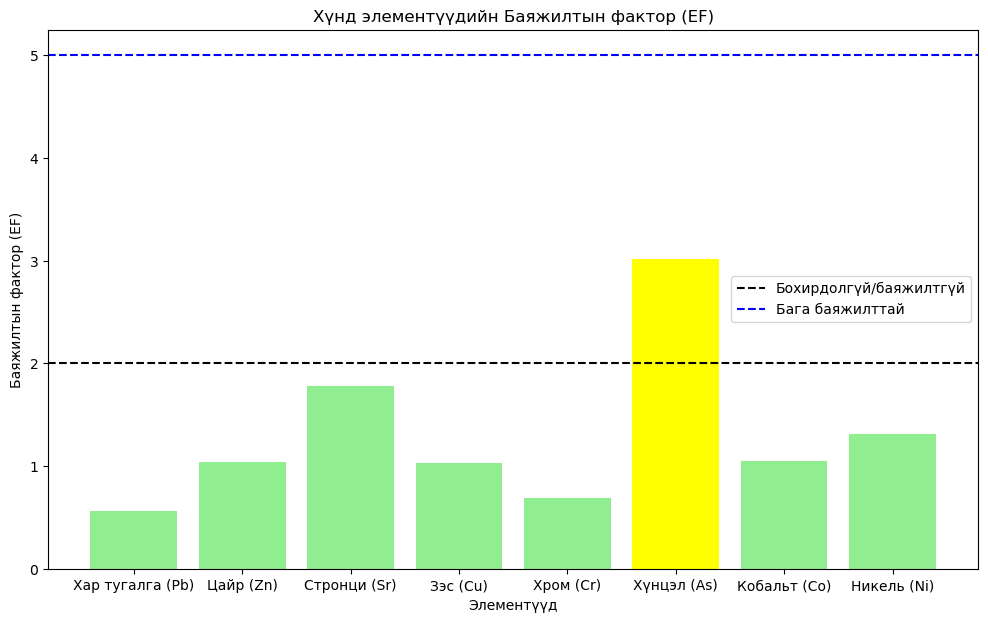 Хүнд элементүүдийн Баяжилтын фактор (EF)
Баяжилтын фактор (EF)
5
4
3
2
1
0
Бохирдолгүй/баяжилтгүй
Бага баяжилттай
Хар тугалга (Pb) Цайр (Zn) Стронци (Sr) Зэс (Cu) Хром (Cr) Хүнцэл (As) Кобальт (Co) Никель (Ni)
Элементүүд